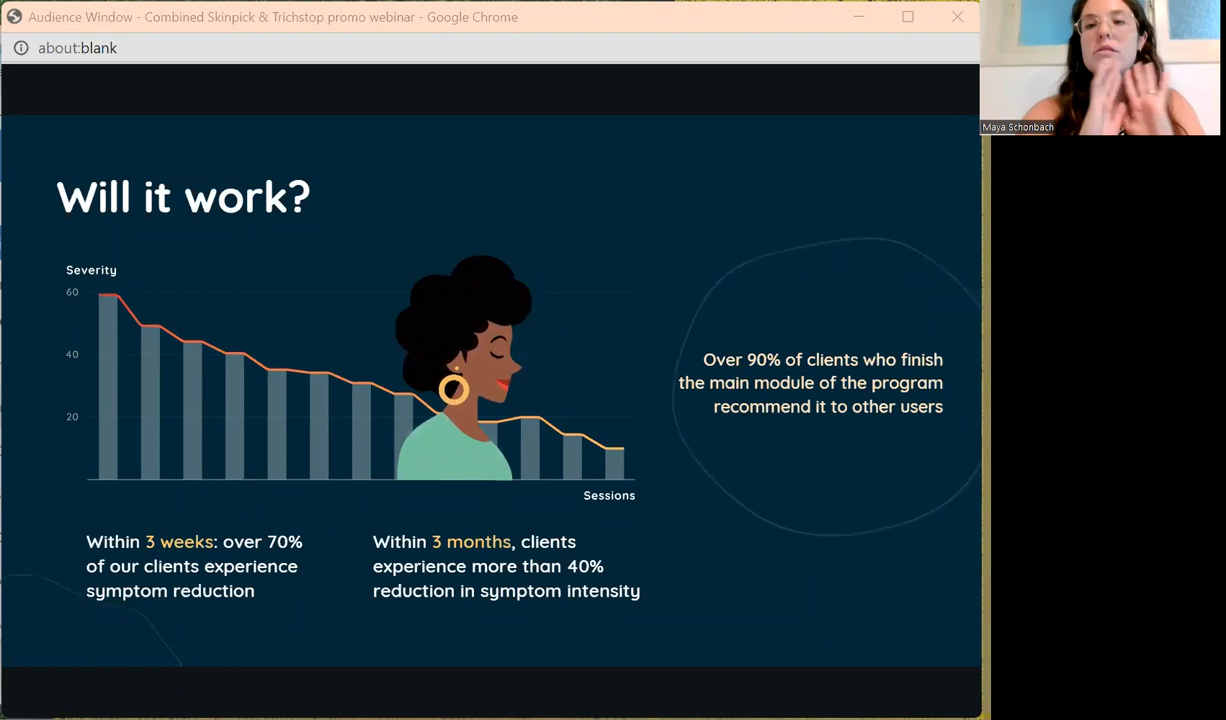 Audience Window - Combined Skinpick & Trichstop promo webinar - Google Chrome
about:blank
Maya Schonbach
Will it work?
Severity
60
40
20
Sessions
Over 90% of clients who finish
the main module of the program
recommend it to other users
Within 3 weeks: over 70%
of our clients experience
symptom reduction
Within 3 months, clients
experience more than 40%
reduction in symptom intensity